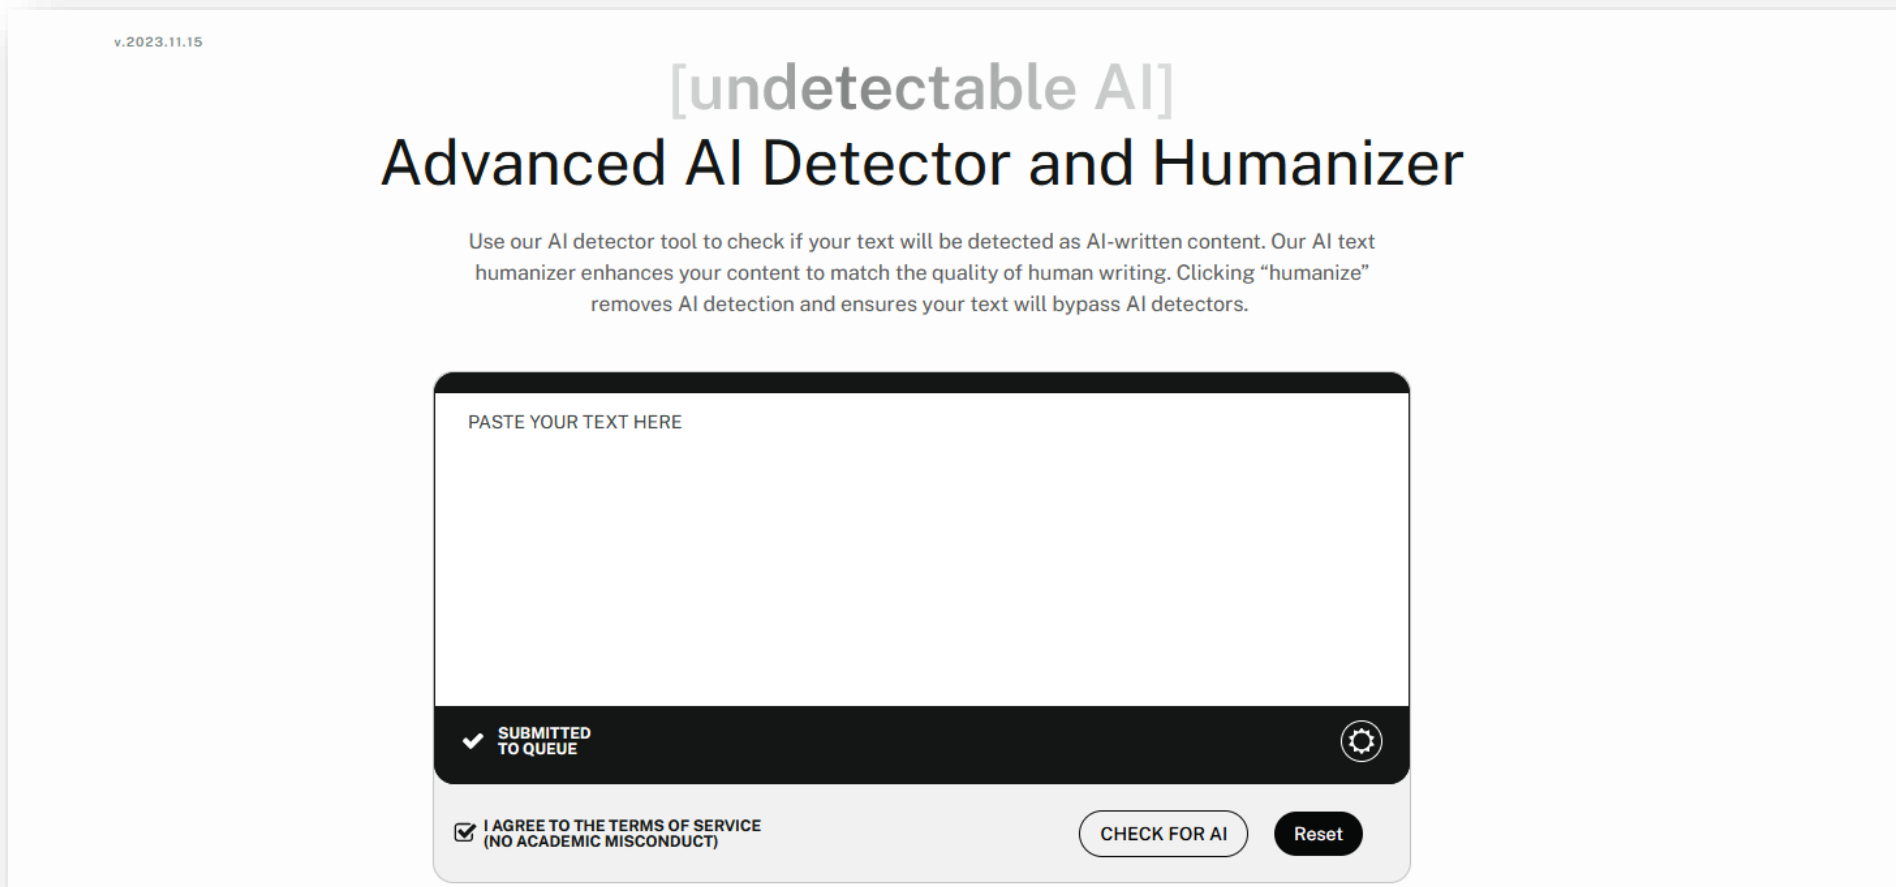 v.2023.11.15
[undetectable AI]
Advanced AI Detector and Humanizer
Use our AI detector tool to check if your text will be detected as AI-written content. Our AI text
humanizer enhances your content to match the quality of human writing. Clicking “humanize”
removes AI detection and ensures your text will bypass AI detectors.
PASTE YOUR TEXT HERE
SUBMITTED
TO QUEUE
I AGREE TO THE TERMS OF SERVICE
(NO ACADEMIC MISCONDUCT)
CHECK FOR AI
Reset